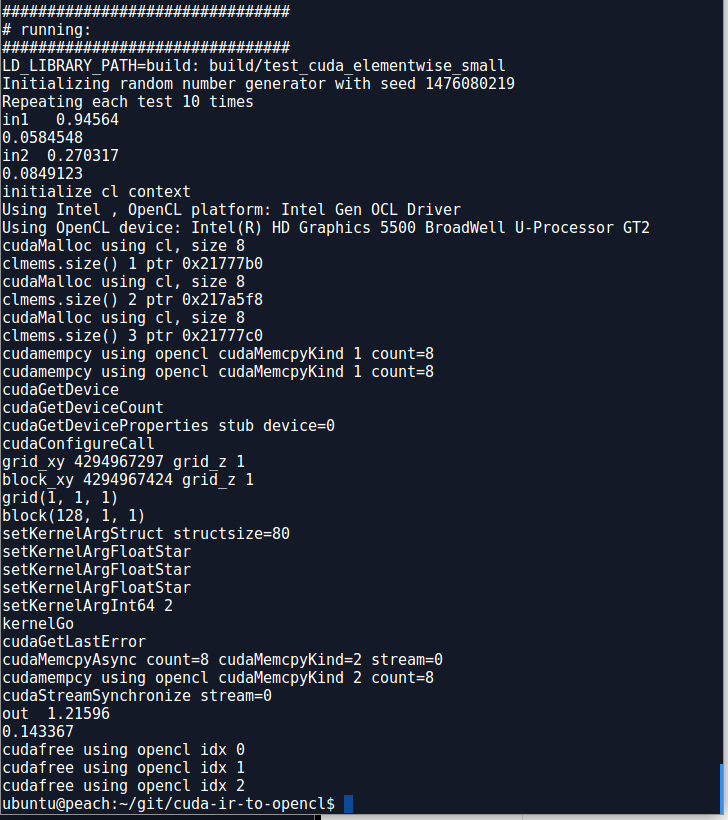 ################################
# running:
################################
LD_LIBRARY_PATH=build: build/test_cuda_elementwise_small
Initializing random number generator with seed 1476080219
Repeating each test 10 times
in1   0.94564
0.0584548
in2  0.270317
0.0849123
initialize cl context
Using Intel , OpenCL platform: Intel Gen OCL Driver
Using OpenCL device: Intel(R) HD Graphics 5500 BroadWell U-Processor GT2
cudaMalloc using cl, size 8
clmems.size() 1 ptr 0x21777b0
cudaMalloc using cl, size 8
clmems.size() 2 ptr 0x217a5f8
cudaMalloc using cl, size 8
clmems.size() 3 ptr 0x21777c0
cudamempcy using opencl cudaMemcpyKind 1 count=8
cudamempcy using opencl cudaMemcpyKind 1 count=8
cudaGetDevice
cudaGetDeviceCount
cudaGetDeviceProperties stub device=0
cudaConfigureCall
grid_xy 4294967297 grid_z 1
block_xy 4294967424 grid_z 1
grid(1, 1, 1)
block(128, 1, 1)
setKernelArgStruct structsize=80
setKernelArgFloatStar
setKernelArgFloatStar
setKernelArgFloatStar
setKernelArgInt64 2
kernelGo
cudaGetLastError
cudaMemcpyAsync count=8 cudaMemcpyKind=2 stream=0
cudamempcy using opencl cudaMemcpyKind 2 count=8
cudaStreamSynchronize stream=0
out  1.21596
0.143367
cudafree using opencl idx 0
cudafree using opencl idx 1
cudafree using opencl idx 2
ubuntu@peach:~/git/cuda-ir-to-opencl$